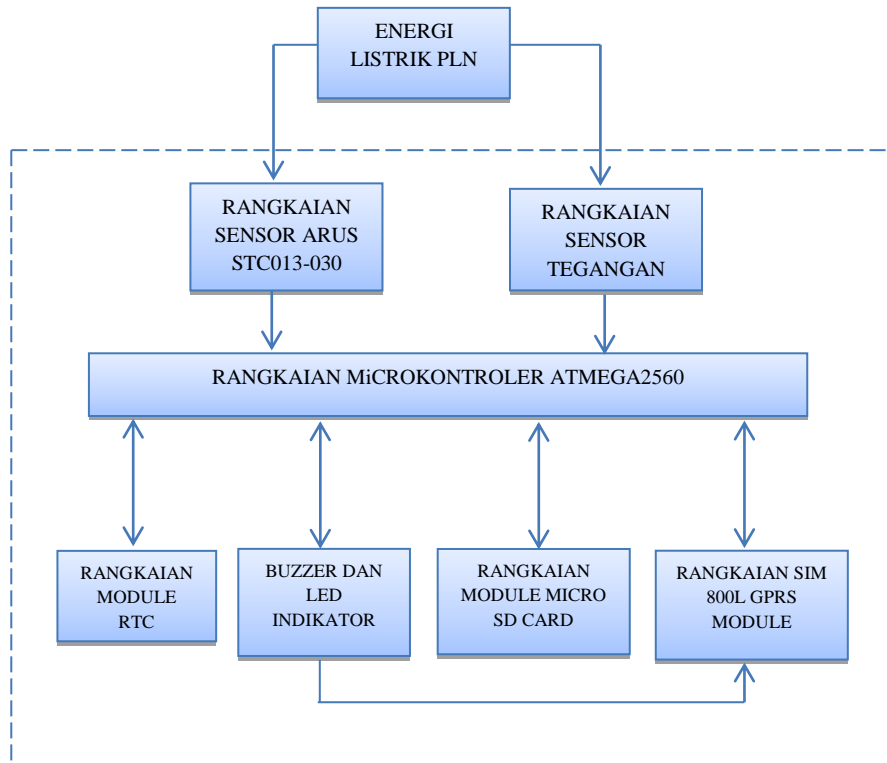 ENERGI
LISTRIK PLN
RANGKAIAN
SENSOR ARUS
STC013-030
RANGKAIAN
SENSOR
TEGANGAN
RANGKAIAN MiCROKONTROLER ATMEGA2560
RANGKAIAN
MODULE
RTC
BUZZER DAN
LED
INDIKATOR
RANGKAIAN
MODULE MICRO
SD CARD
RANGKAIAN SIM
800L GPRS
MODULE